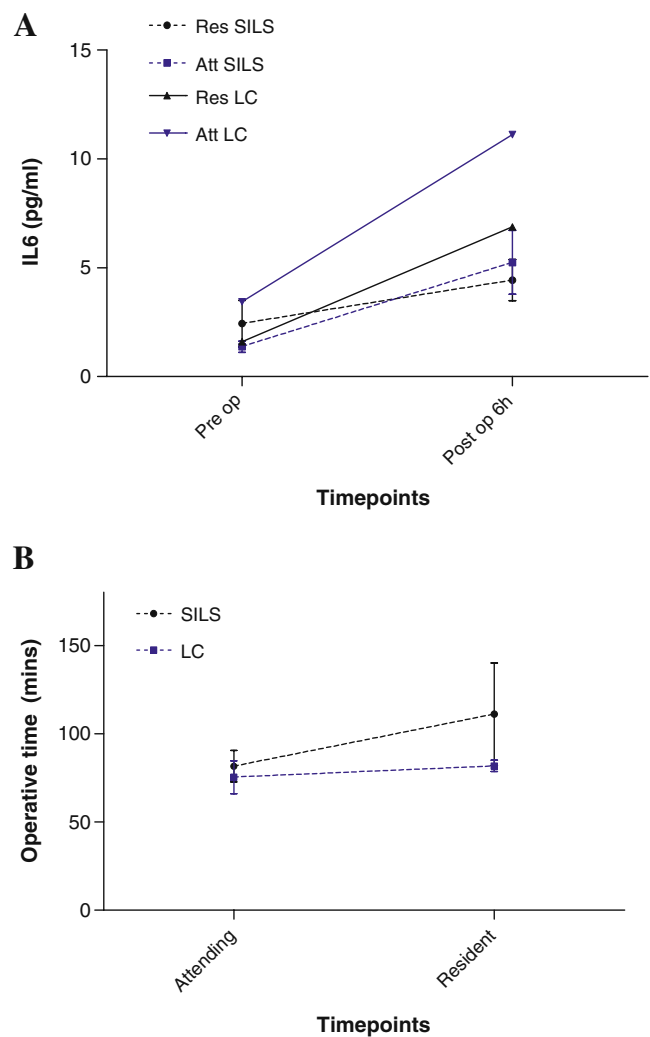 A
Res SILS
Att SILS
Res LC
Att LC
15
10
5
0
IL6 (pg/ml)
Pre op
Post op 6h
Timepoints
B
SILS
LC
150
100
50
0
Operative time (mins)
Attending
Resident
Timepoints